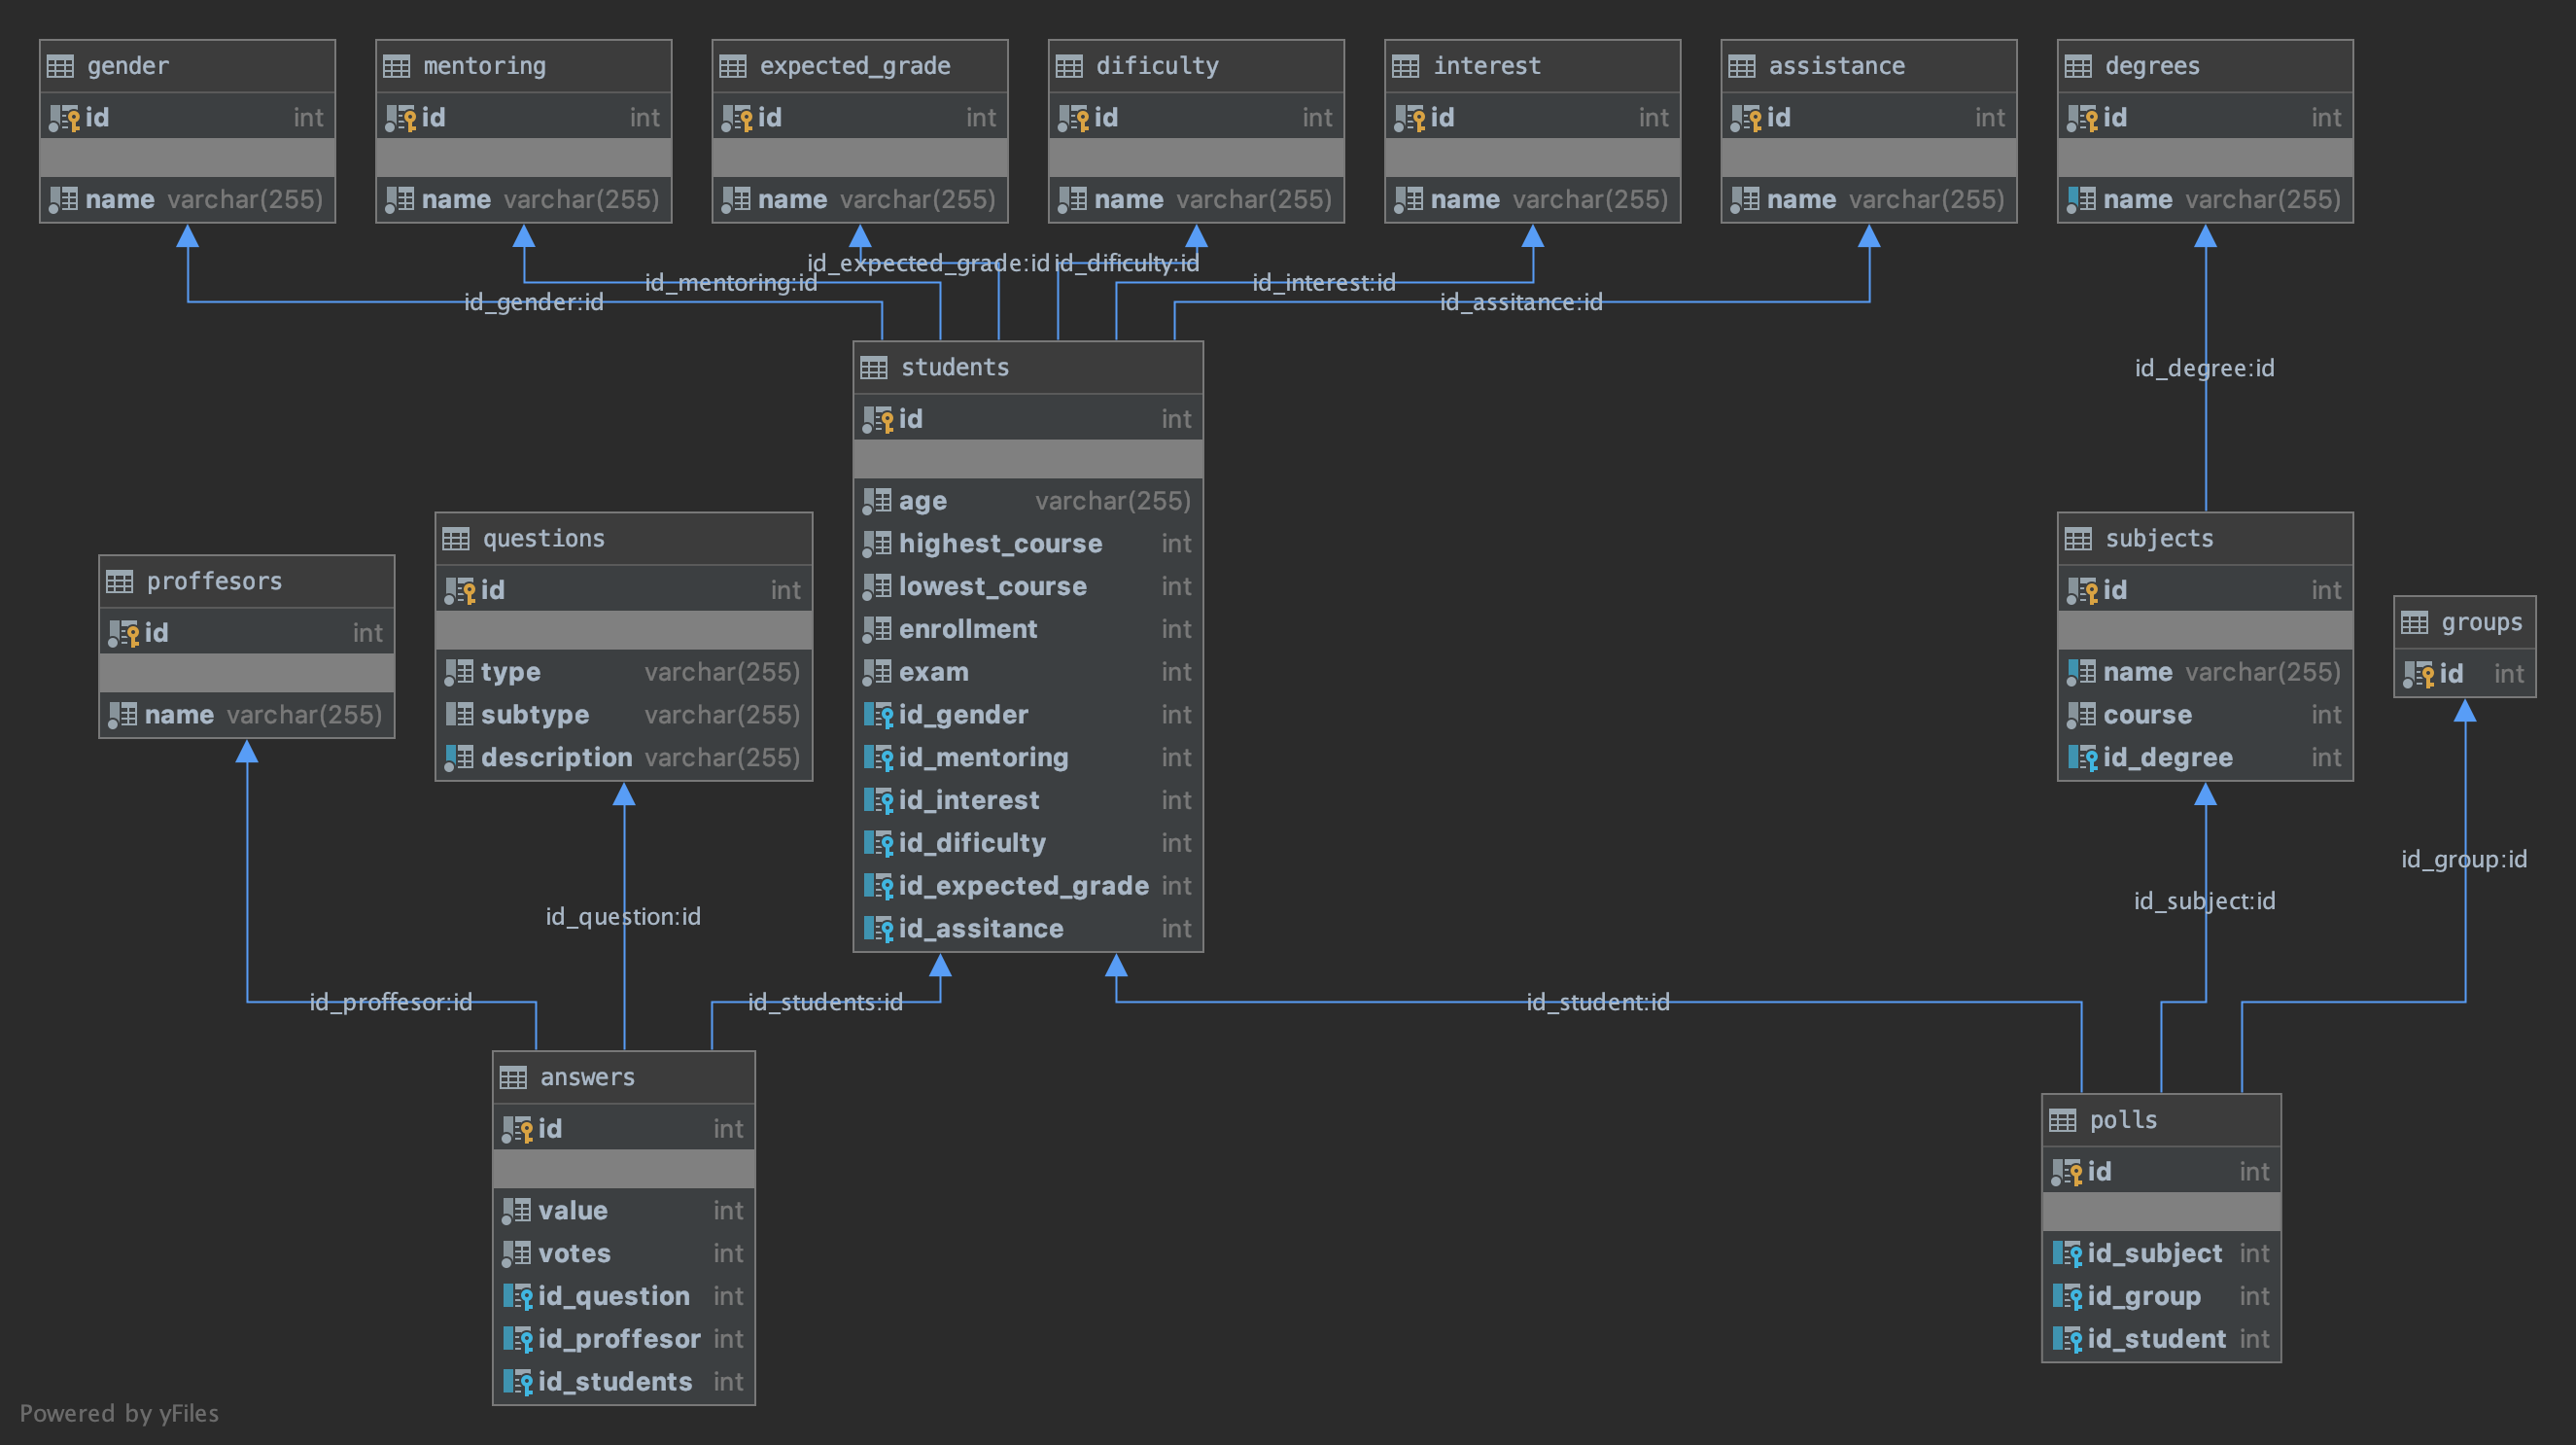 gender
id int
name varchar(255)
mentoring
id int
name varchar(255)
expected_grade
id int
name varchar(255)
dificulty
id int
name varchar(255)
interest
id int
name varchar(255)
assistance
id int
name varchar(255)
degrees
id int
name varchar(255)
id_expected_grade:id
id_dificulty:id
id_mentoring:id
id_interest:id
id_gender:id
id_assitance:id
id_degree:id
students
id int
age varchar(255)
highest_course int
lowest_course int
enrollment int
exam int
id_gender int
id_mentoring int
id_interest int
id_dificulty int
id_expected_grade int
id_assitance int
proffesors
id int
name varchar(255)
questions
id int
type varchar(255)
subtype varchar(255)
description varchar(255)
subjects
id int
name varchar(255)
course int
id_degree int
groups
id int
id_group:id
id_subject:id
id_question:id
id_proffesor:id
id_students:id
id_student:id
answers
id int
value int
votes int
id_question int
id_proffesor int
id_students int
polls
id int
id_subject int
id_group int
id_student int
Powered by yFiles